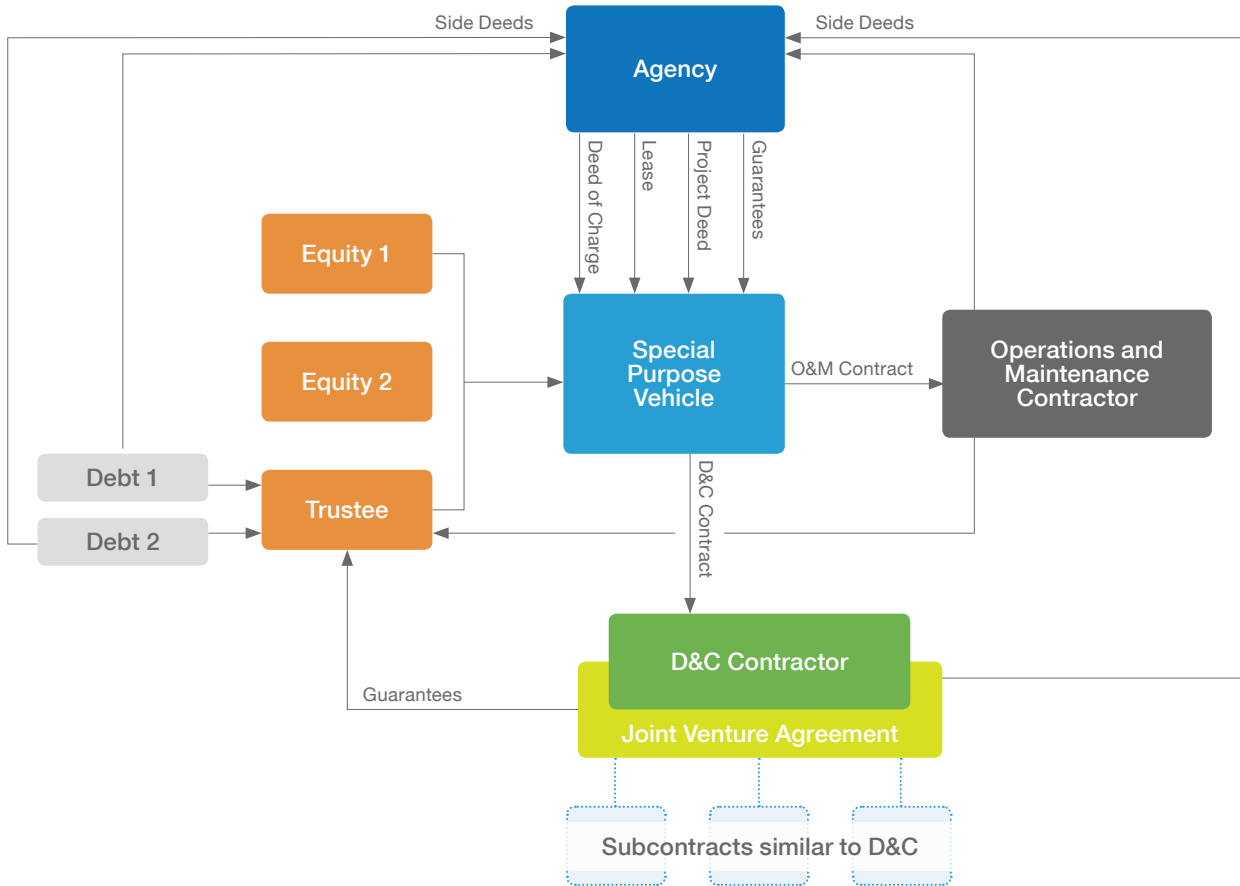 Side Deeds
Side Deeds
Agency
Deed of Charge
Lease
Project Deed
Guarantees
Equity 1
Equity 2
Special
Purpose
Vehicle
O&M Contract
Operations and
Maintenance
Contractor
Debt 1
Debt 2
Trustee
D&C Contract
D&C Contractor
Guarantees
Joint Venture Agreement
Subcontracts similar to D&C